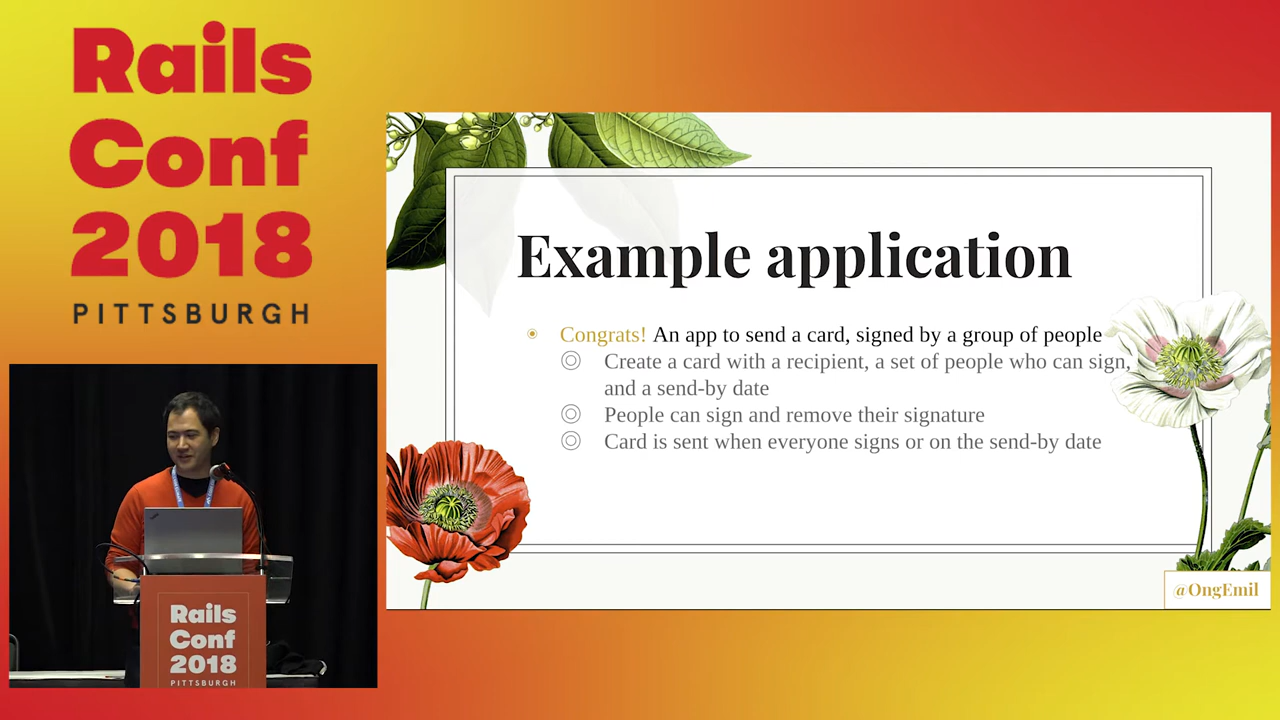 Rails
Conf
2018
PITTSBURGH
Example application
Congrats! An app to send a card, signed by a group of people
Create a card with a recipient, a set of people who can sign,
and a send-by date
People can sign and remove their signature
Card is sent when everyone signs or on the send-by date
@OngEmil
Rails
Conf
2018
PITTSBURGH